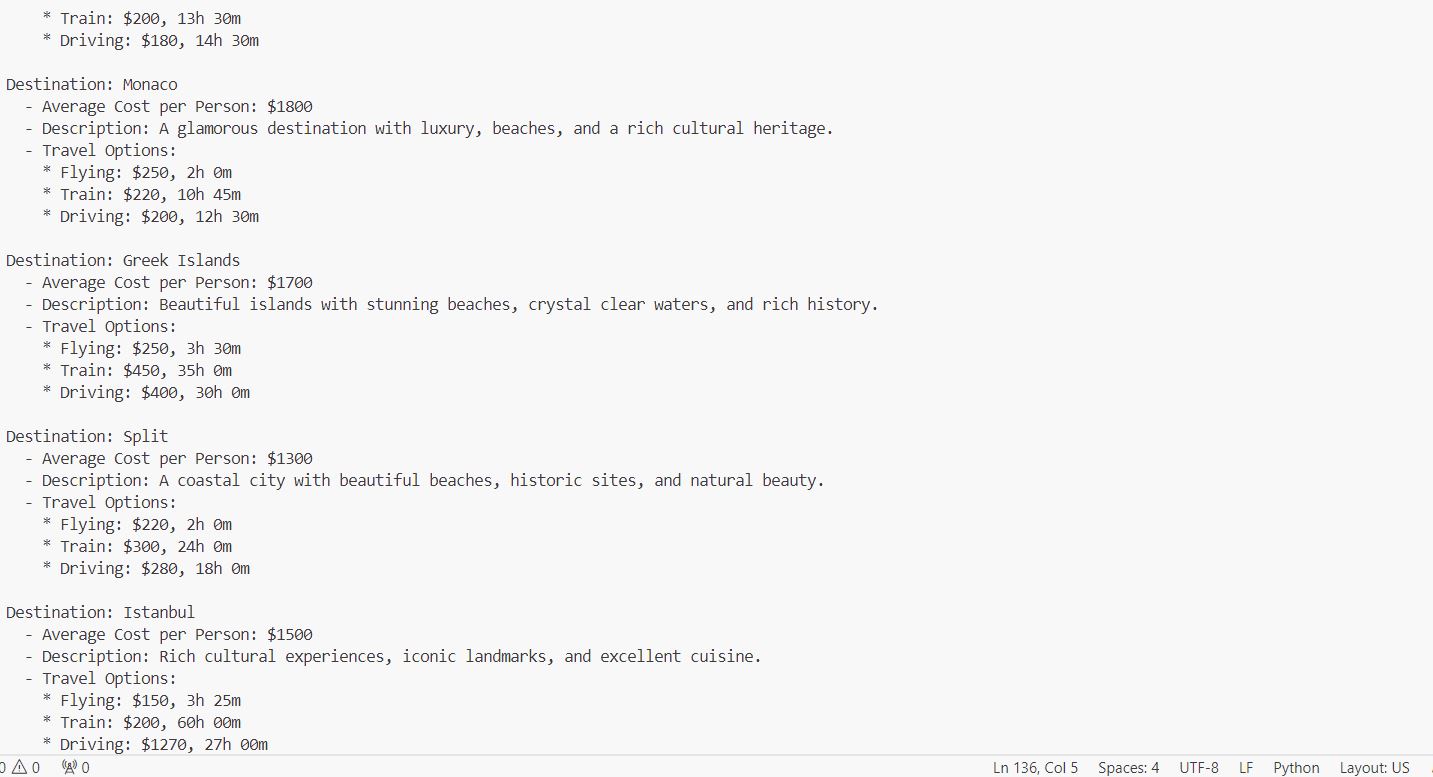 * Train: $200, 13h 30m
* Driving: $180, 14h 30m
Destination: Monaco
- Average Cost per Person: $1800
- Description: A glamorous destination with luxury, beaches, and a rich cultural heritage.
- Travel Options:
* Flying: $250, 2h 0m
* Train: $220, 10h 45m
* Driving: $200, 12h 30m
Destination: Greek Islands
- Average Cost per Person: $1700
- Description: Beautiful islands with stunning beaches, crystal clear waters, and rich history.
- Travel Options:
* Flying: $250, 3h 30m
* Train: $450, 35h 0m
* Driving: $400, 30h 0m
Destination: Split
- Average Cost per Person: $1300
- Description: A coastal city with beautiful beaches, historic sites, and natural beauty.
- Travel Options:
* Flying: $220, 2h 0m
* Train: $300, 24h 0m
* Driving: $280, 18h 0m
Destination: Istanbul
- Average Cost per Person: $1500
- Description: Rich cultural experiences, iconic landmarks, and excellent cuisine.
- Travel Options:
* Flying: $150, 3h 25m
* Train: $200, 60h 00m
* Driving: $1270, 27h 00m
0 0 0 Ln 136, Col 5 Spaces: 4 UTF-8 LF Python Layout: US